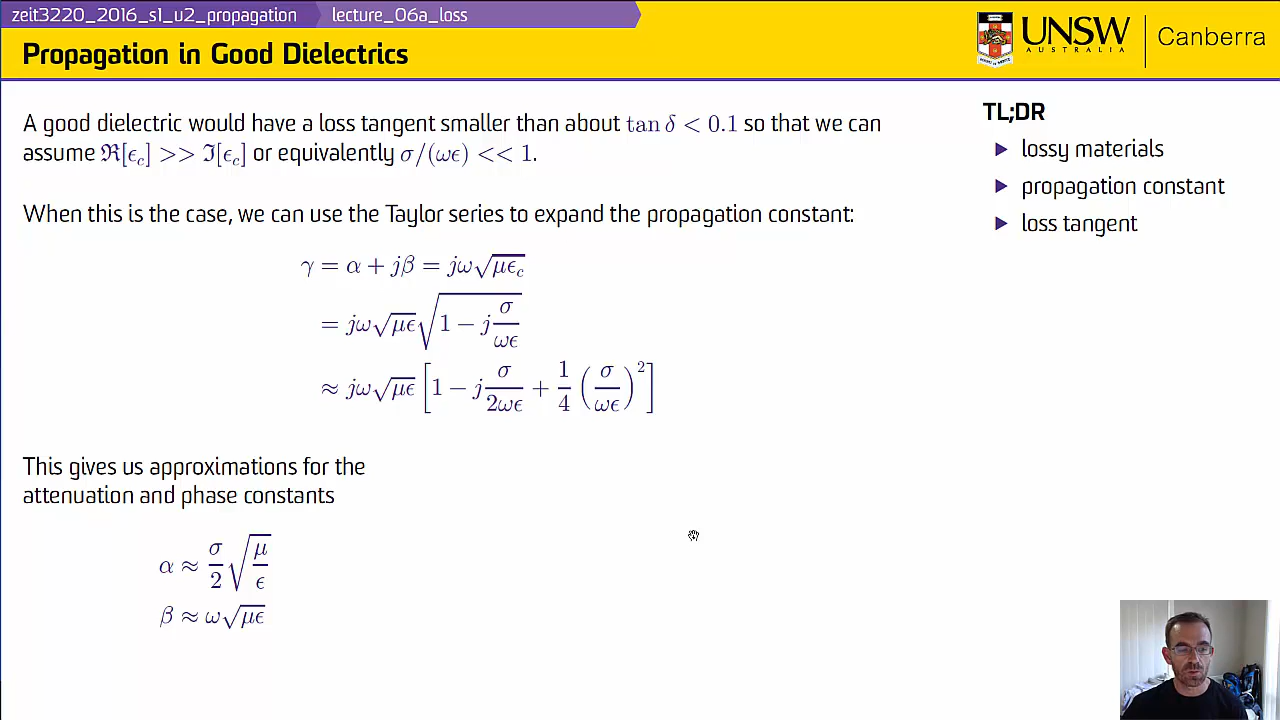 zeit3220_2016_s1_u2_propagation lecture_06a_loss
Propagation in Good Dielectrics
UNSW AUSTRALIA Canberra
A good dielectric would have a loss tangent smaller than about tan δ < 0.1 so that we can
assume ℜ[ϵ_c] >> ℑ[ϵ_c] or equivalently σ/(ωϵ) << 1.
When this is the case, we can use the Taylor series to expand the propagation constant:
γ = α + jβ = jω√(μϵ_c)
= jω√(μϵ) √(1 − j σ/(ωϵ))
≈ jω√(μϵ) [1 − j σ/(2ωϵ) + 1/4 (σ/(ωϵ))²]
This gives us approximations for the
attenuation and phase constants
α ≈ σ/2 √(μ/ϵ)
β ≈ ω√(μϵ)
TL;DR
lossy materials
propagation constant
loss tangent